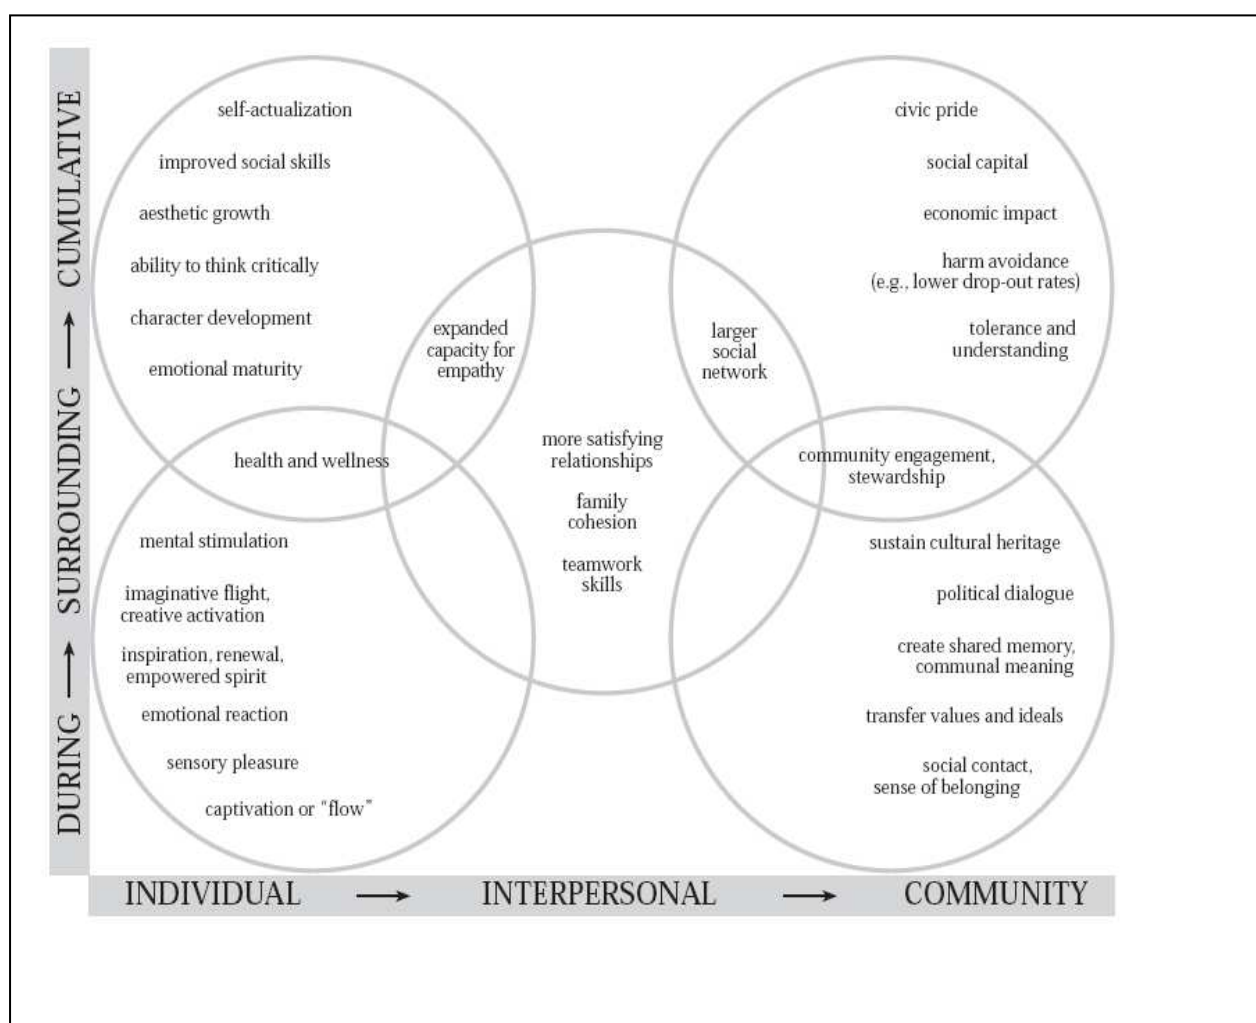 CUMULATIVE
SURROUNDING
DURING
self-actualization
improved social skills
aesthetic growth
ability to think critically
character development
emotional maturity
expanded
capacity for
empathy
health and wellness
mental stimulation
imaginative flight,
creative activation
inspiration, renewal,
empowered spirit
emotional reaction
sensory pleasure
captivation or “flow”
more satisfying
relationships
family
cohesion
teamwork
skills
civic pride
social capital
economic impact
harm avoidance
(e.g., lower drop-out rates)
tolerance and
understanding
larger
social
network
community engagement,
stewardship
sustain cultural heritage
political dialogue
create shared memory,
communal meaning
transfer values and ideals
social contact,
sense of belonging
INDIVIDUAL
INTERPERSONAL
COMMUNITY